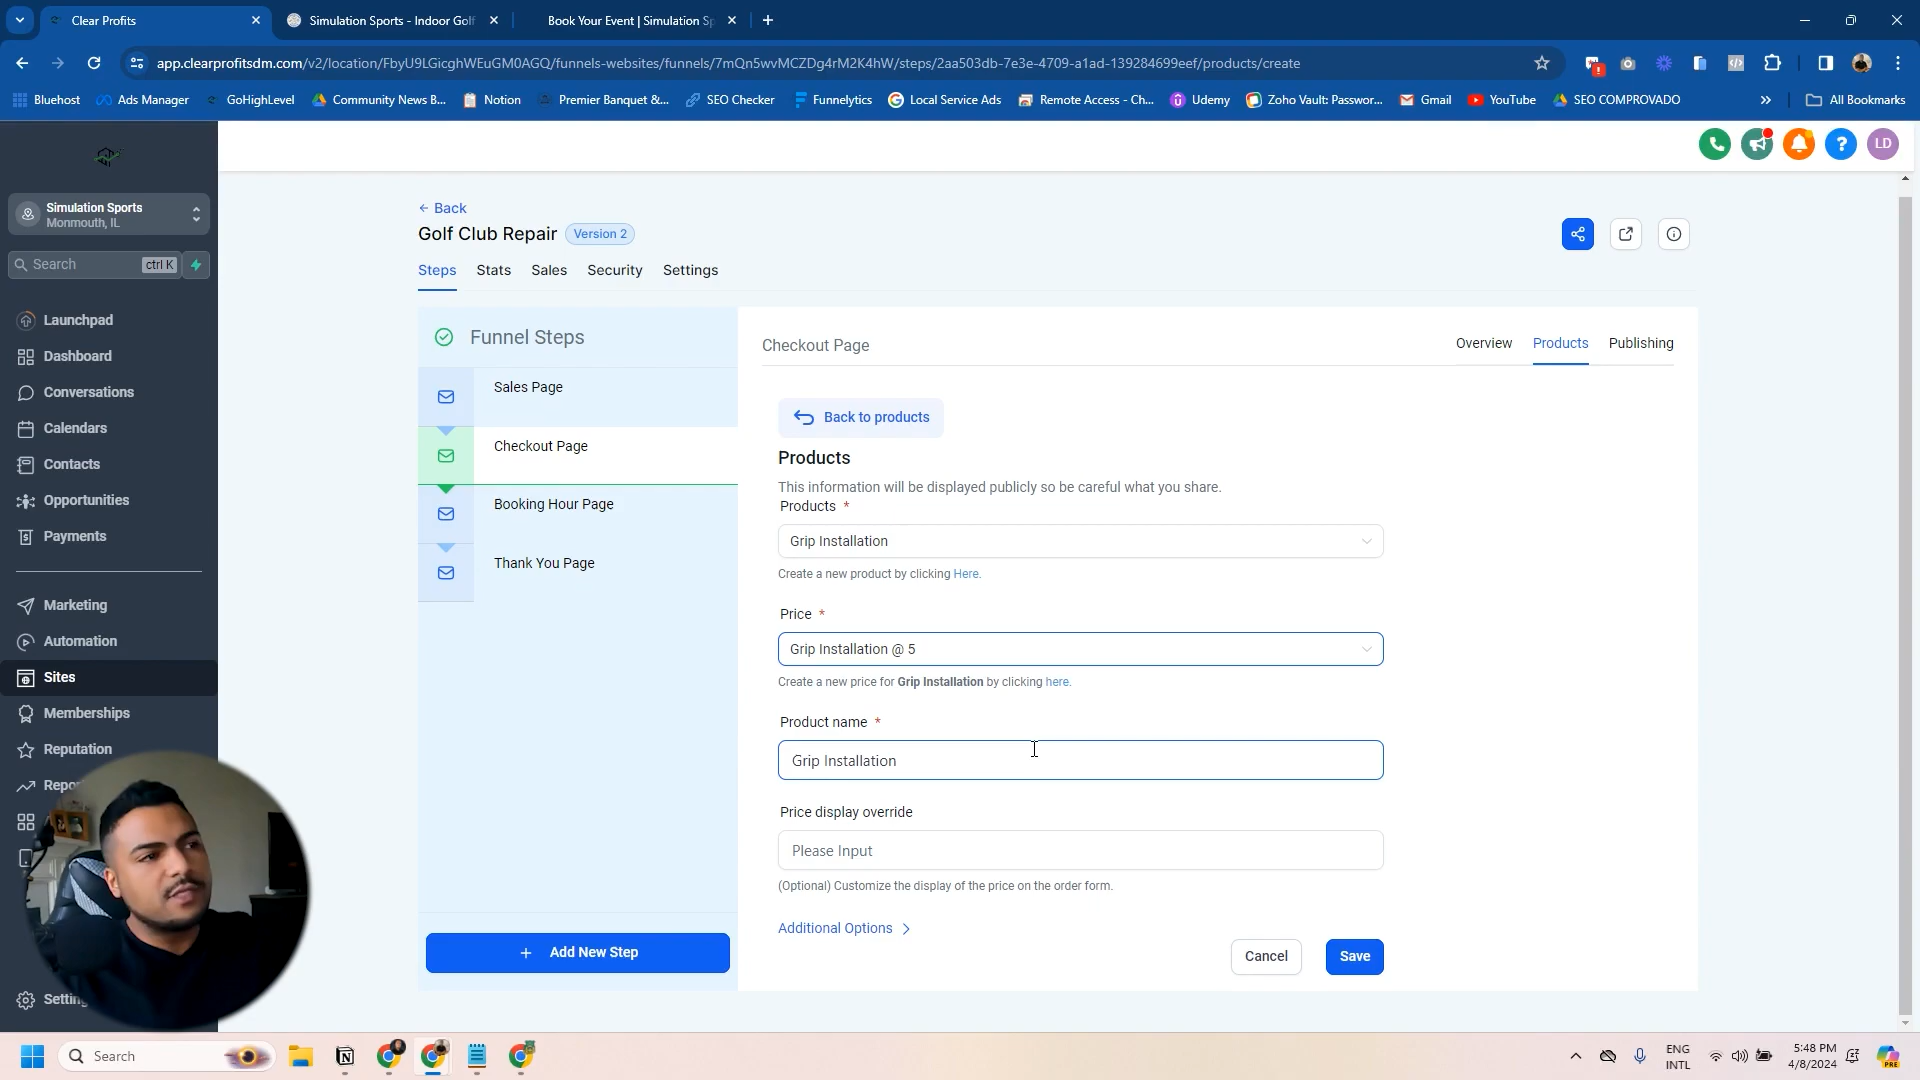 Clear Profits
Simulation Sports - Indoor Golf
Book Your Event | Simulation Sp
app.clearprofitsdm.com/v2/location/FbyU9LGicghWEuGM0AGQ/funnels-websites/funnels/7mQn5wvMCZDg4rM2K4hW/steps/2aa503db-7e3e-4709-a1ad-139284699eef/products/create
Bluehost
Ads Manager
GoHighLevel
Community News B...
Notion
Premier Banquet &...
SEO Checker
Funnelytics
Local Service Ads
Remote Access - Ch...
Udemy
Zoho Vault: Passwor...
Gmail
YouTube
SEO COMPROVADO
All Bookmarks
LD
Simulation Sports
Monmouth, IL
Search
ctrl K
Launchpad
Dashboard
Conversations
Calendars
Contacts
Opportunities
Payments
Marketing
Automation
Sites
Memberships
Reputation
Repo
Settin
← Back
Golf Club Repair
Version 2
Steps
Stats
Sales
Security
Settings
Funnel Steps
Sales Page
Checkout Page
Booking Hour Page
Thank You Page
+ Add New Step
Checkout Page
Overview
Products
Publishing
Back to products
Products
This information will be displayed publicly so be careful what you share.
Products *
Grip Installation
Create a new product by clicking Here.
Price *
Grip Installation @ 5
Create a new price for Grip Installation by clicking here.
Product name *
Grip Installation
Price display override
Please Input
(Optional) Customize the display of the price on the order form.
Additional Options
Cancel
Save
Search
ENG
INTL
5:48 PM
4/8/2024
PRE